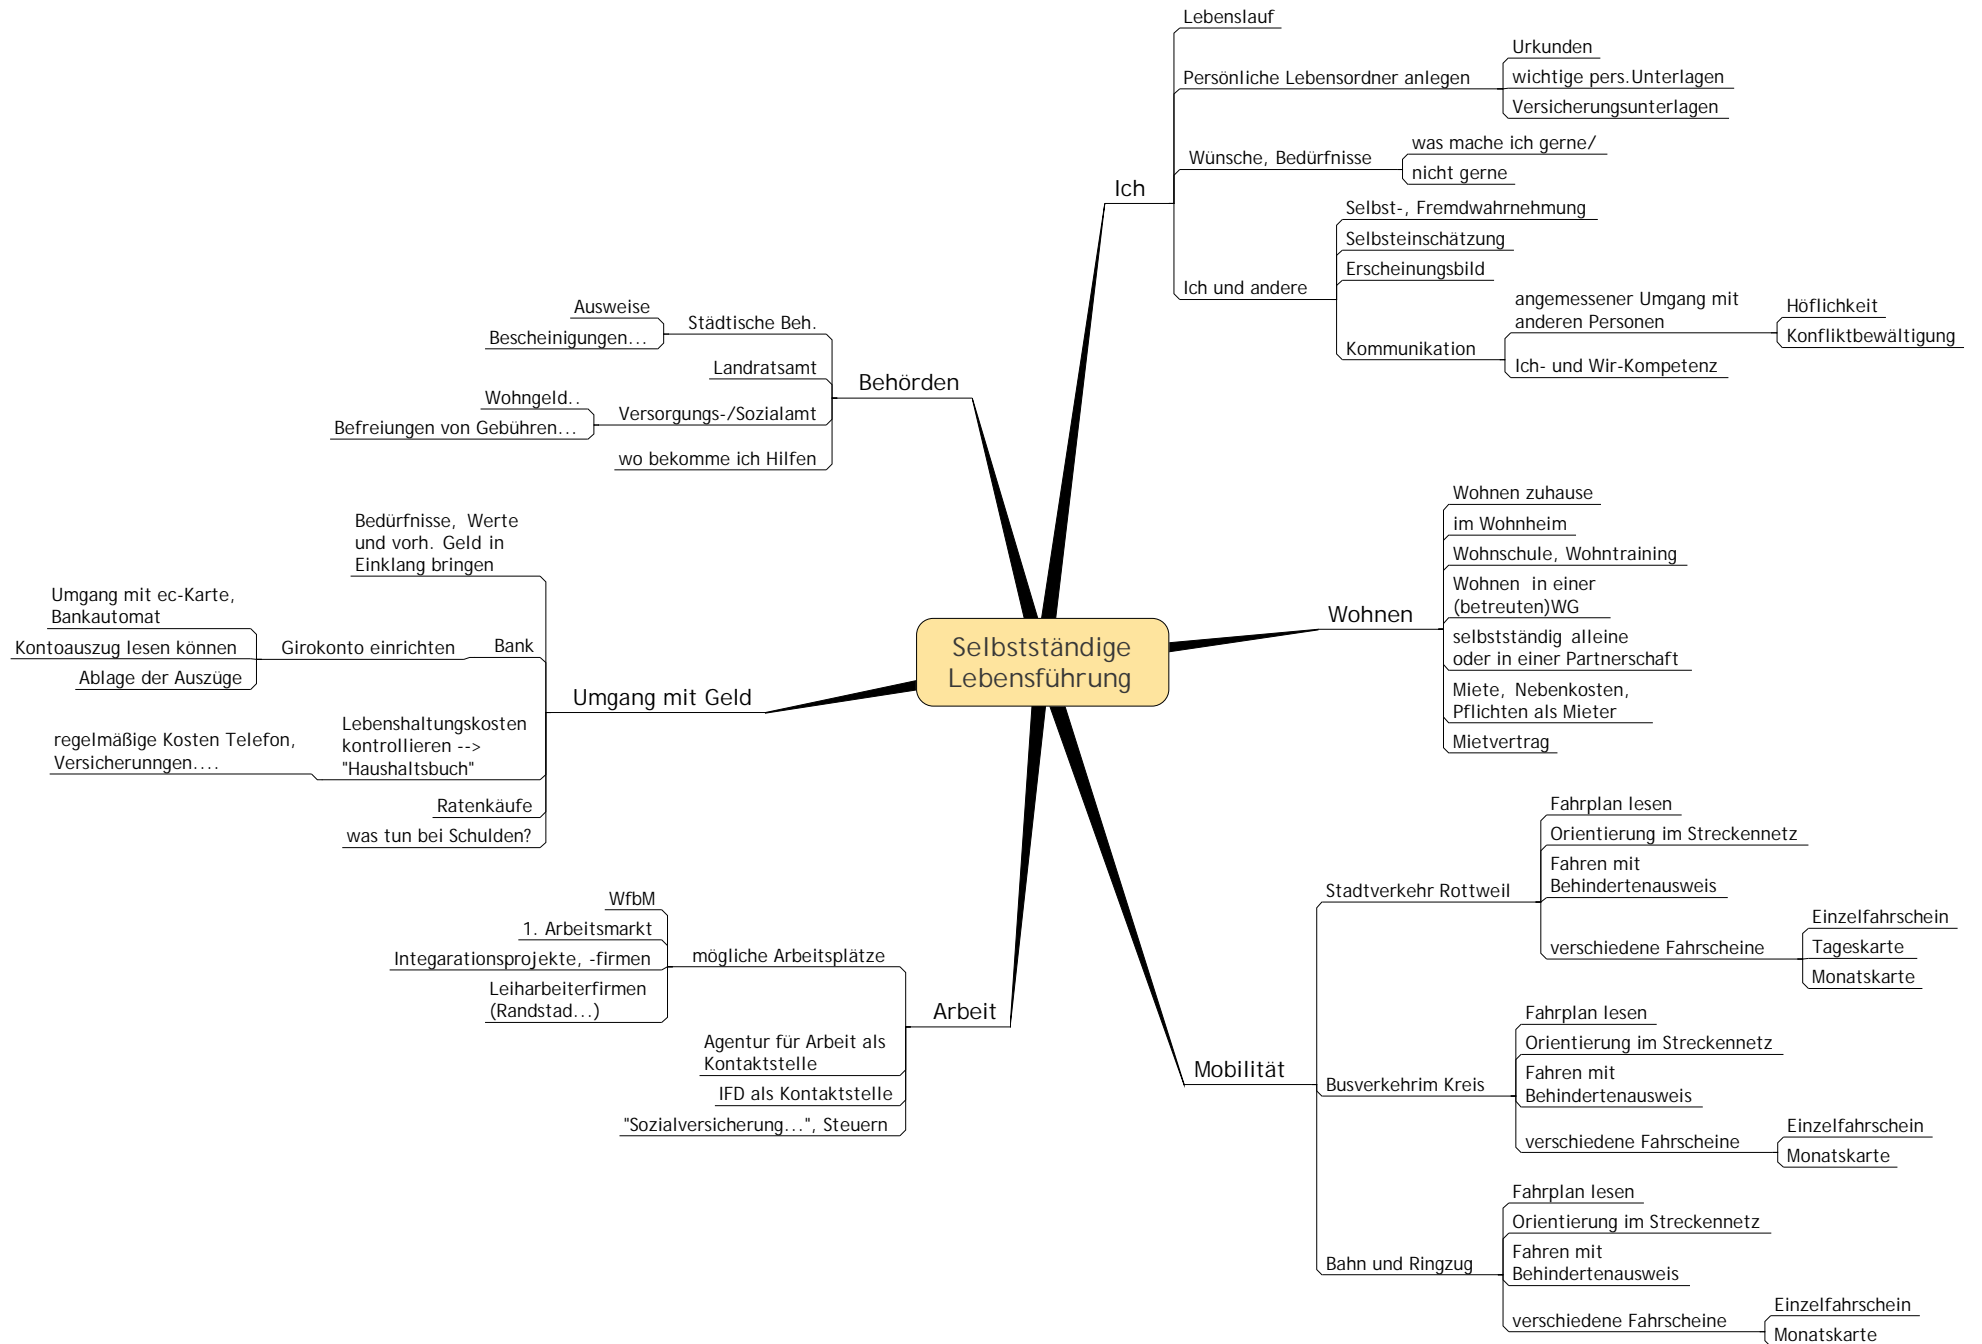 Selbstständige
Lebensführung
Ich
Lebenslauf
Persönliche Lebensordner anlegen
Urkunden
wichtige pers.Unterlagen
Versicherungsunterlagen
Wünsche, Bedürfnisse
was mache ich gerne/
nicht gerne
Ich und andere
Selbst-, Fremdwahrnehmung
Selbsteinschätzung
Erscheinungsbild
Kommunikation
angemessener Umgang mit
anderen Personen
Höflichkeit
Konfliktbewältigung
Ich- und Wir-Kompetenz
Wohnen
Wohnen zuhause
im Wohnheim
Wohnschule, Wohntraining
Wohnen in einer
(betreuten)WG
selbstständig alleine
oder in einer Partnerschaft
Miete, Nebenkosten,
Pflichten als Mieter
Mietvertrag
Mobilität
Stadtverkehr Rottweil
Fahrplan lesen
Orientierung im Streckennetz
Fahren mit
Behindertenausweis
verschiedene Fahrscheine
Einzelfahrschein
Tageskarte
Monatskarte
Busverkehrim Kreis
Fahrplan lesen
Orientierung im Streckennetz
Fahren mit
Behindertenausweis
verschiedene Fahrscheine
Einzelfahrschein
Monatskarte
Bahn und Ringzug
Fahrplan lesen
Orientierung im Streckennetz
Fahren mit
Behindertenausweis
verschiedene Fahrscheine
Einzelfahrschein
Monatskarte
Behörden
Städtische Beh.
Ausweise
Bescheinigungen...
Landratsamt
Versorgungs-/Sozialamt
Wohngeld..
Befreiungen von Gebühren...
wo bekomme ich Hilfen
Umgang mit Geld
Bedürfnisse, Werte
und vorh. Geld in
Einklang bringen
Bank
Girokonto einrichten
Umgang mit ec-Karte,
Bankautomat
Kontoauszug lesen können
Ablage der Auszüge
Lebenshaltungskosten
kontrollieren -->
"Haushaltsbuch"
regelmäßige Kosten Telefon,
Versicherunngen....
Ratenkäufe
was tun bei Schulden?
Arbeit
mögliche Arbeitsplätze
WfbM
1. Arbeitsmarkt
Integarationsprojekte, -firmen
Leiharbeiterfirmen
(Randstad...)
Agentur für Arbeit als
Kontaktstelle
IFD als Kontaktstelle
"Sozialversicherung...", Steuern